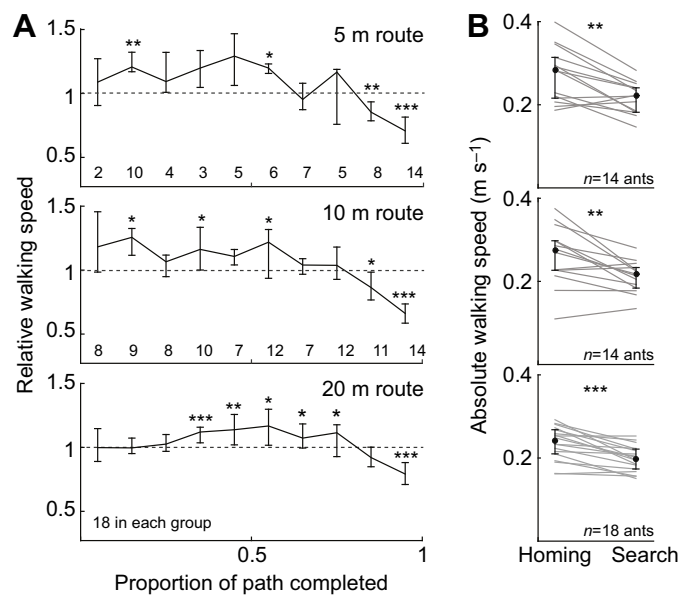 A
B
Relative walking speed
5 m route
1.5
1
0.5
** * ** ***
2 10 4 3 5 6 7 5 8 14
10 m route
1.5
1
0.5
* * * * ***
8 9 8 10 7 12 7 12 11 14
20 m route
1.5
1
0.5
*** ** * * * ***
18 in each group
0.5 1
Proportion of path completed
Absolute walking speed (m s⁻¹)
0.4
**
0.2
n=14 ants
0.4
**
0.2
n=14 ants
0.4
***
0.2
n=18 ants
Homing Search